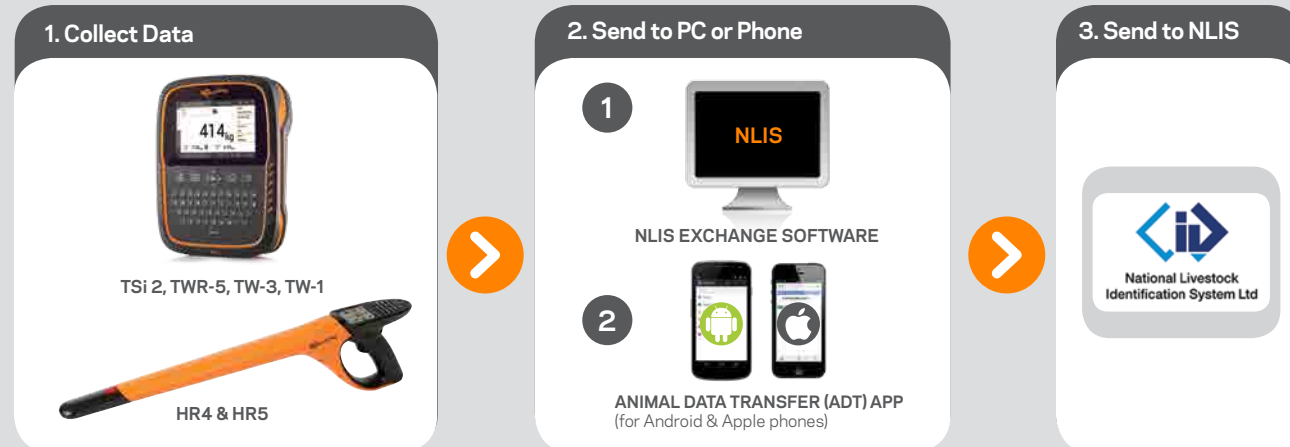 1. Collect Data
414kg
TSi 2, TWR-5, TW-3, TW-1
HR4 & HR5
2. Send to PC or Phone
1
NLIS
NLIS EXCHANGE SOFTWARE
2
ANIMAL DATA TRANSFER (ADT) APP
(for Android & Apple phones)
3. Send to NLIS
iD
National Livestock
Identification System Ltd